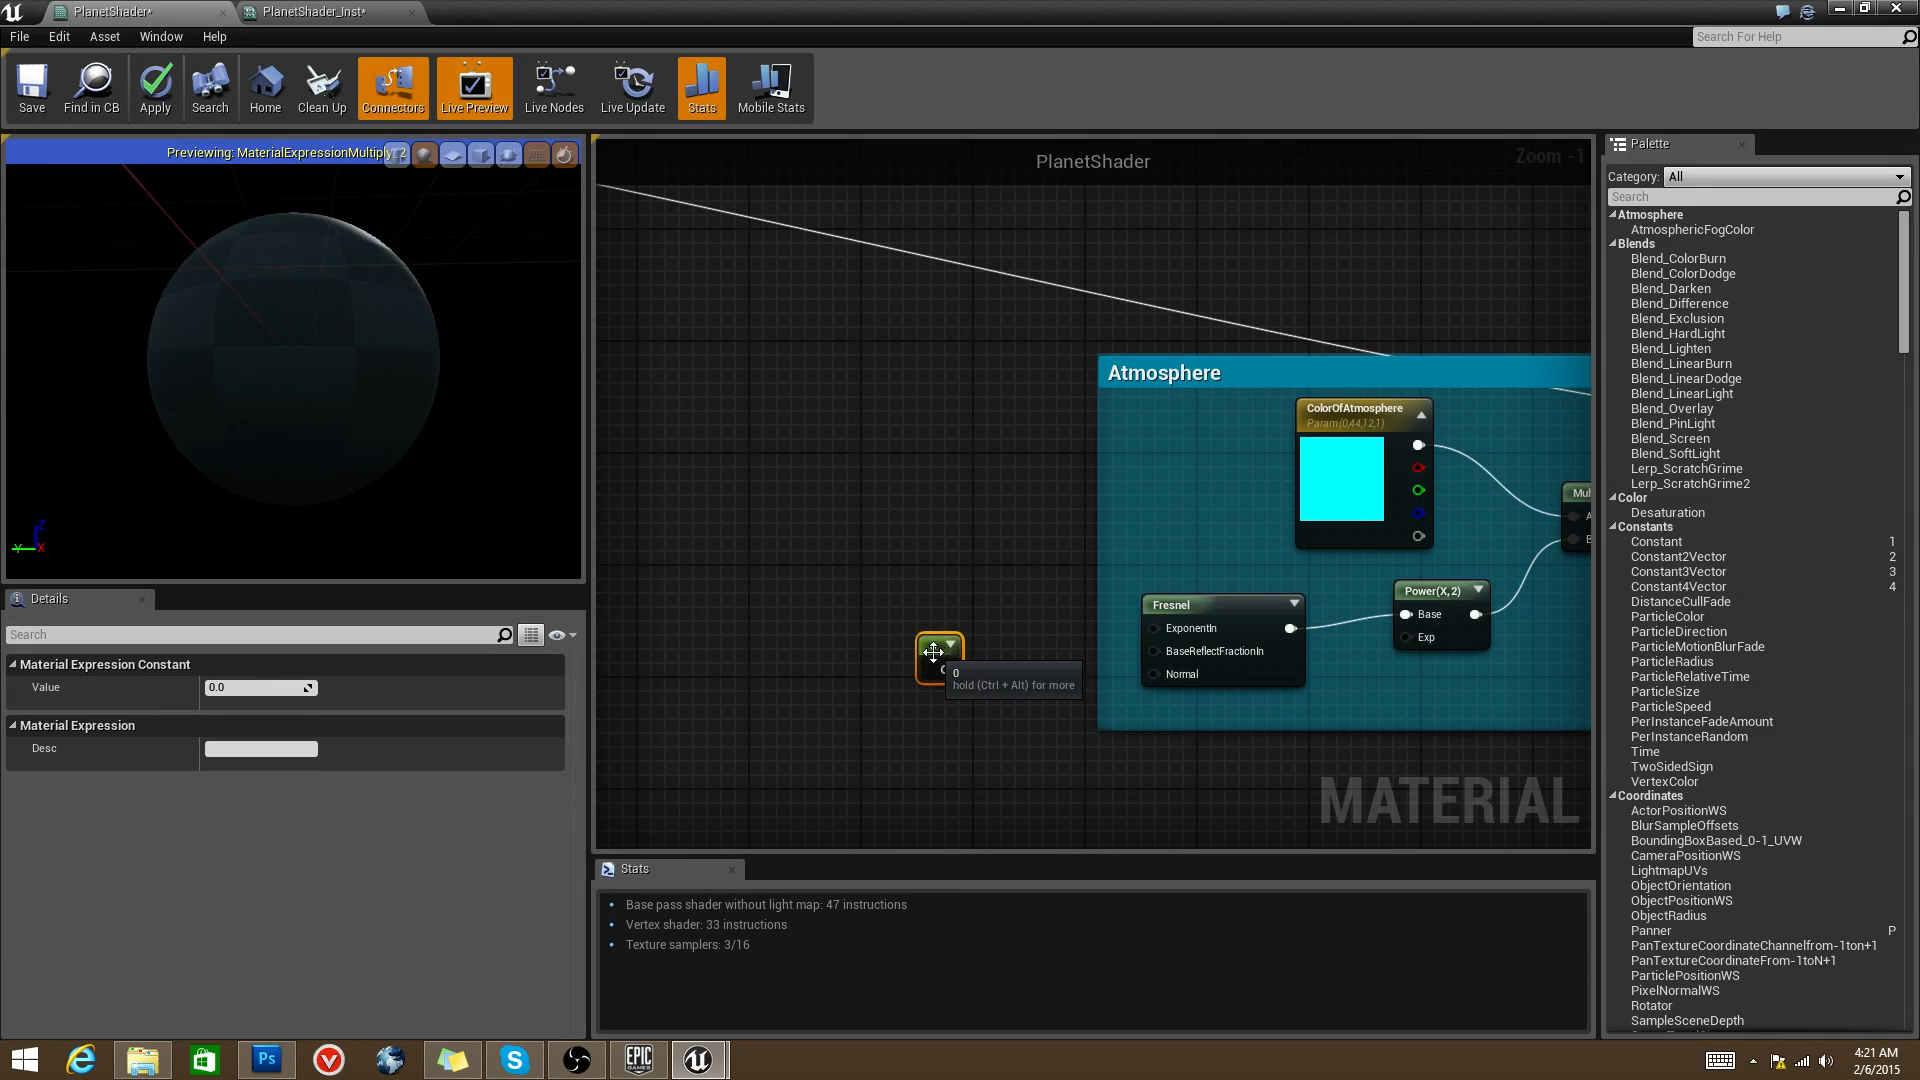 PlanetShader*
PlanetShader_Inst*
File
Edit
Asset
Window
Help
Search For Help
Save
Find in CB
Apply
Search
Home
Clean Up
Connectors
Live Preview
Live Nodes
Live Update
Stats
Mobile Stats
Previewing: MaterialExpressionMultiply_2
Z
Y
X
Details
Search
Material Expression Constant
Value
0.0
Material Expression
Desc
PlanetShader
Zoom -1
Atmosphere
ColorOfAtmosphere
Param(0,44,12,1)
Mul
A
B
Fresnel
ExponentIn
BaseReflectFractionIn
Normal
Power(X,2)
Base
Exp
0
hold (Ctrl + Alt) for more
MATERIAL
Stats
Base pass shader without light map: 47 instructions
Vertex shader: 33 instructions
Texture samplers: 3/16
Palette
Category: All
Search
Atmosphere
AtmosphericFogColor
Blends
Blend_ColorBurn
Blend_ColorDodge
Blend_Darken
Blend_Difference
Blend_Exclusion
Blend_HardLight
Blend_Lighten
Blend_LinearBurn
Blend_LinearDodge
Blend_LinearLight
Blend_Overlay
Blend_PinLight
Blend_Screen
Blend_SoftLight
Lerp_ScratchGrime
Lerp_ScratchGrime2
Color
Desaturation
Constants
Constant 1
Constant2Vector 2
Constant3Vector 3
Constant4Vector 4
DistanceCullFade
ParticleColor
ParticleDirection
ParticleMotionBlurFade
ParticleRadius
ParticleRelativeTime
ParticleSize
ParticleSpeed
PerInstanceFadeAmount
PerInstanceRandom
Time
TwoSidedSign
VertexColor
Coordinates
ActorPositionWS
BlurSampleOffsets
BoundingBoxBased_0-1_UVW
CameraPositionWS
LightmapUVs
ObjectOrientation
ObjectPositionWS
ObjectRadius
Panner P
PanTextureCoordinateChannelfrom-1ton+1
PanTextureCoordinateFrom-1toN+1
ParticlePositionWS
PixelNormalWS
Rotator
SampleSceneDepth
Ps
EPIC
GAMES
4:21 AM
2/6/2015